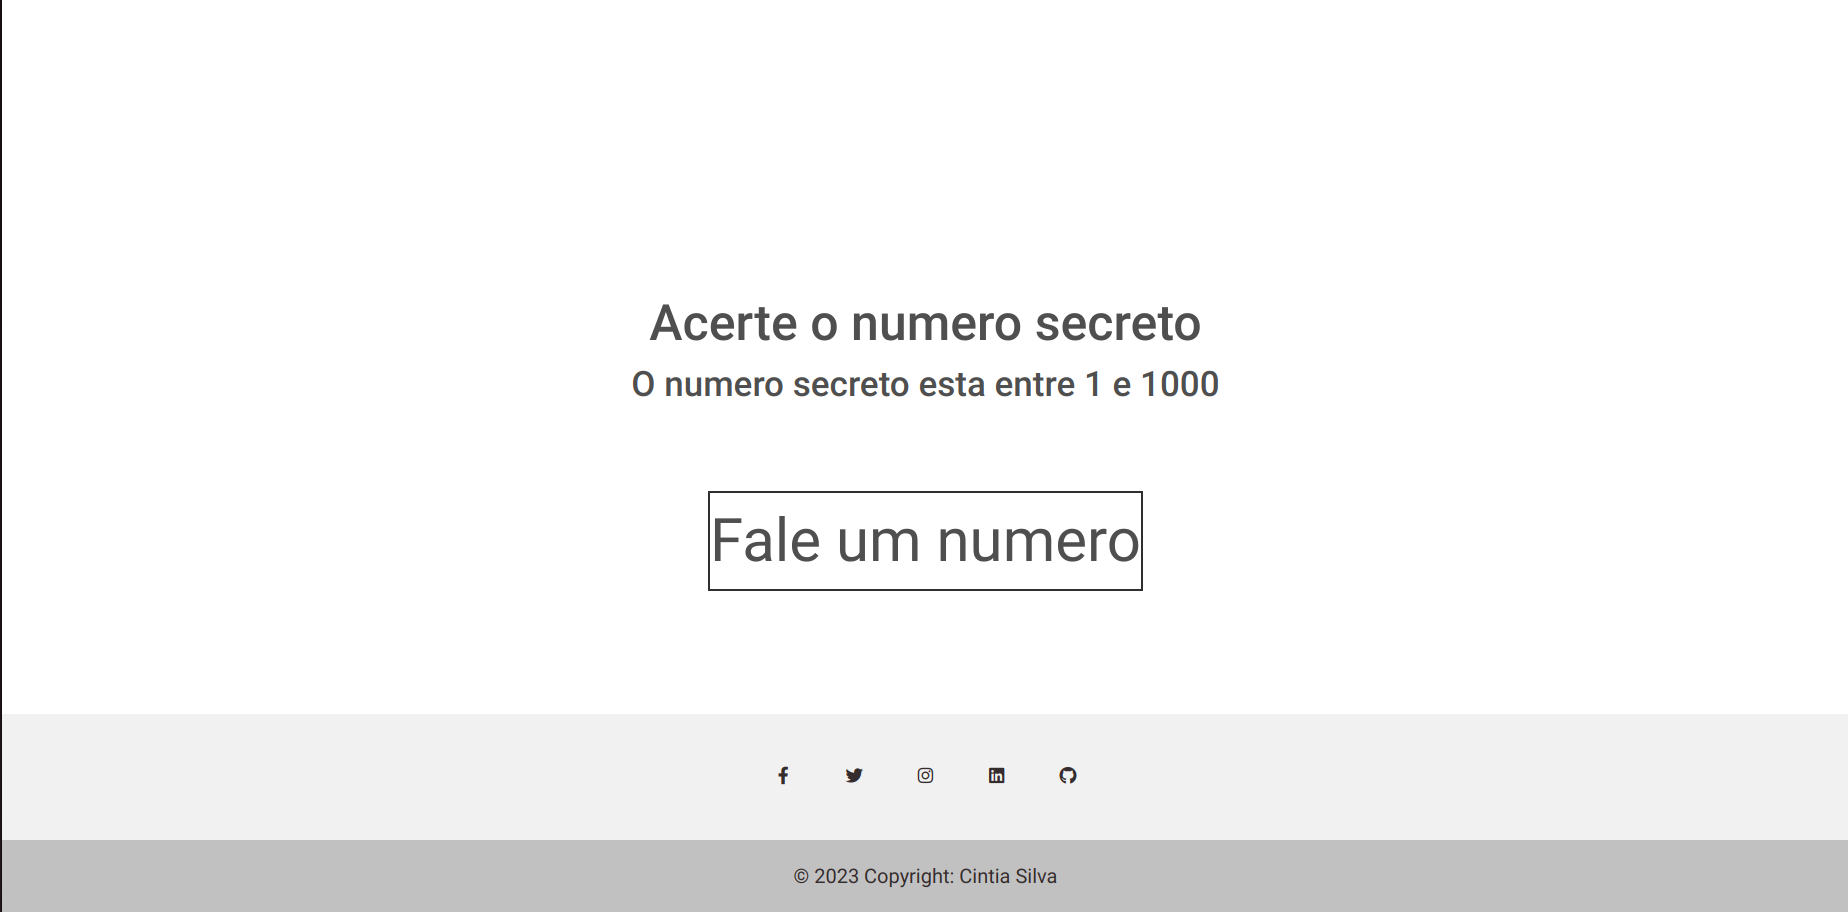 Acerte o numero secreto
O numero secreto esta entre 1 e 1000
Fale um numero
© 2023 Copyright: Cintia Silva